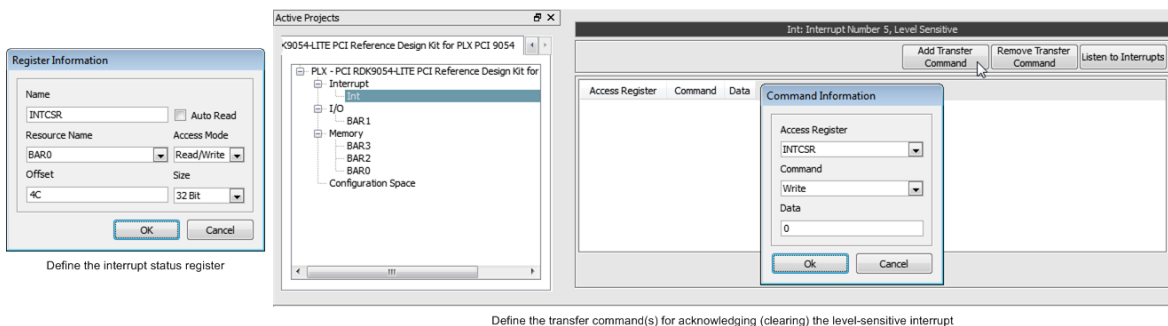 Register Information
Name
INTCSR
Auto Read
Resource Name Access Mode
BAR0 Read/Write
Offset Size
4C 32 Bit
OK Cancel
Define the interrupt status register
Active Projects
<9054-LITE PCI Reference Design Kit for PLX PCI 9054
PLX - PCI RDK9054-LITE PCI Reference Design Kit for
Interrupt
Int
I/O
BAR1
Memory
BAR3
BAR2
BAR0
Configuration Space
Int: Interrupt Number 5, Level Sensitive
Add Transfer
Command
Remove Transfer
Command
Listen to Interrupts
Access Register Command Data
Command Information
Access Register
INTCSR
Command
Write
Data
0
Ok Cancel
Define the transfer command(s) for acknowledging (clearing) the level-sensitive interrupt